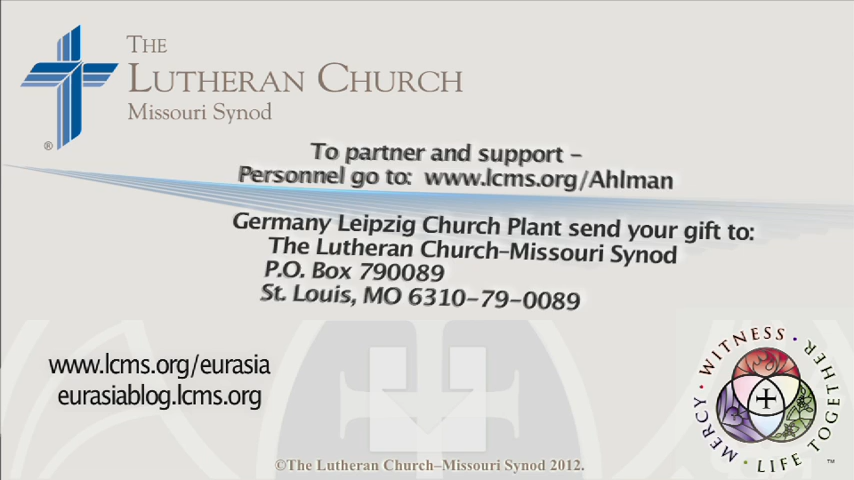 THE
LUTHERAN CHURCH
Missouri Synod
®
To partner and support –
Personnel go to: www.lcms.org/Ahlman
Germany Leipzig Church Plant send your gift to:
The Lutheran Church–Missouri Synod
P.O. Box 790089
St. Louis, MO 6310–79–0089
www.lcms.org/eurasia
eurasiablog.lcms.org
MERCY • WITNESS • LIFE TOGETHER
™
©The Lutheran Church–Missouri Synod 2012.